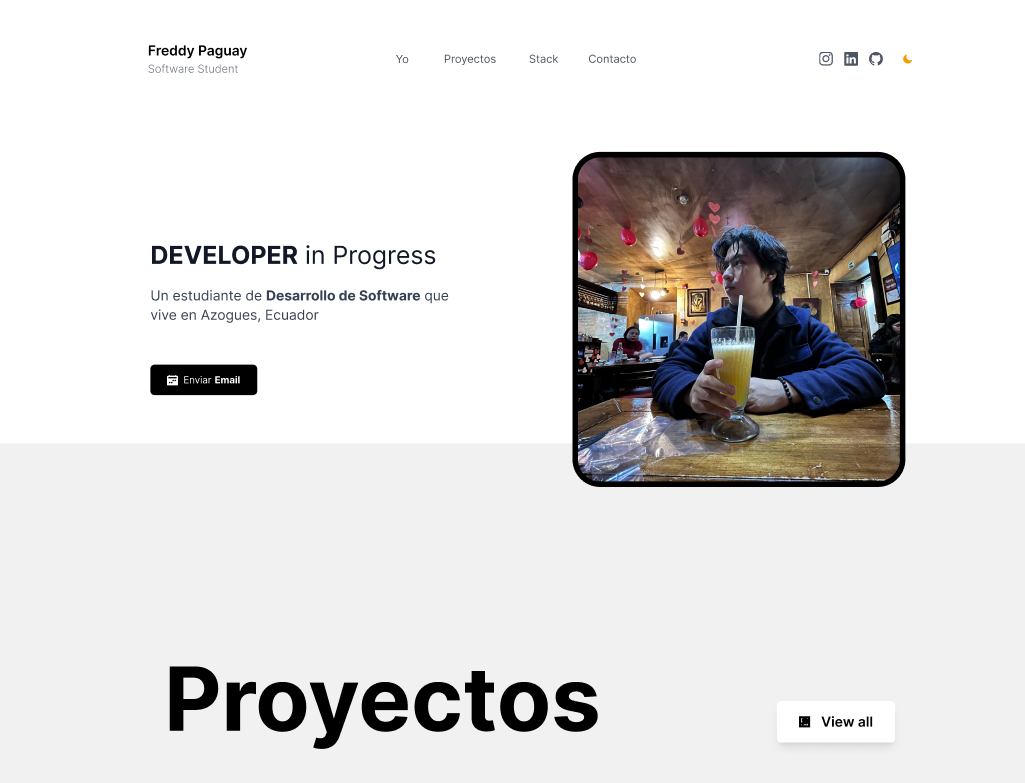 Freddy Paguay
Software Student
Yo
Proyectos
Stack
Contacto
DEVELOPER in Progress
Un estudiante de Desarrollo de Software que
vive en Azogues, Ecuador
Enviar Email
Proyectos
View all